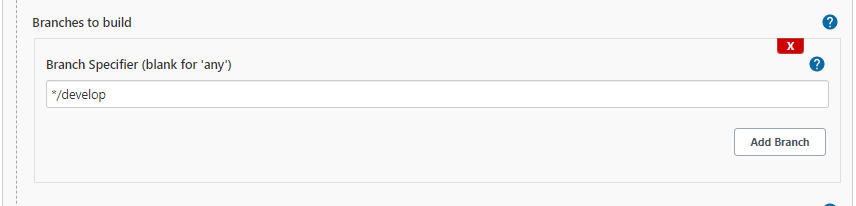 Branches to build
?
X
Branch Specifier (blank for 'any')
?
*/develop
Add Branch